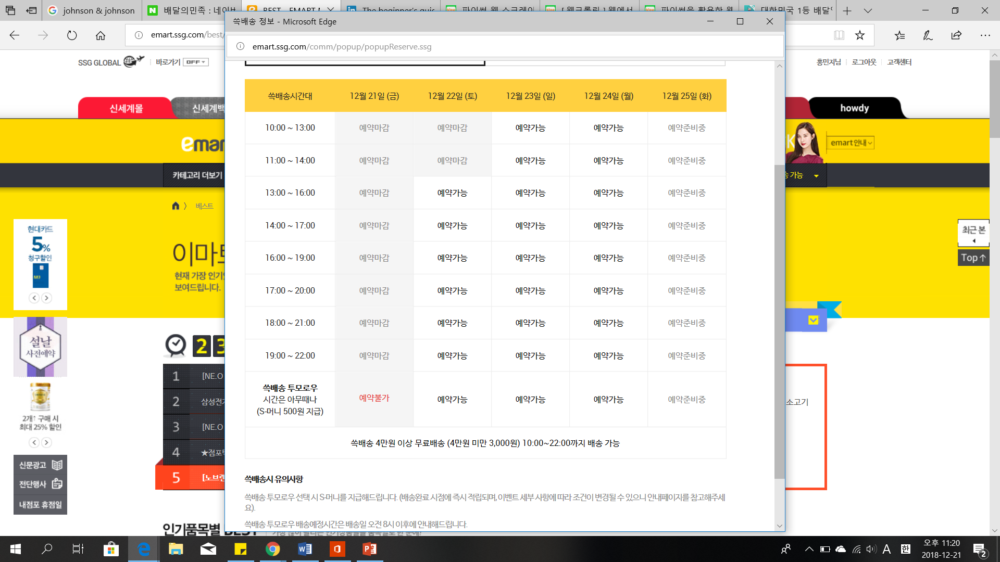 johnson & johnson
배달의민족 : 네이버
BEST - EMART
The beginner's guide
파이썬 웹 스크레이
[ 웹크롤링 ] 웹에서
파이썬을 활용한 웹
대한민국 1등 배달앱
쓱배송 정보 - Microsoft Edge
emart.ssg.com/best/
emart.ssg.com/comm/popup/popupReserve.ssg
SSG GLOBAL 바로가기 OFF
홍민지님 로그아웃 고객센터
신세계몰 신세계백
howdy
emart
emart안내
카테고리 더보기
가능
베스트
이마트
현재 가장 인기있
보여드립니다.
쓱배송시간대 12월 21일 (금) 12월 22일 (토) 12월 23일 (일) 12월 24일 (월) 12월 25일 (화)
10:00 ~ 13:00 예약마감 예약마감 예약가능 예약가능 예약준비중
11:00 ~ 14:00 예약마감 예약마감 예약가능 예약가능 예약준비중
13:00 ~ 16:00 예약마감 예약가능 예약가능 예약가능 예약준비중
14:00 ~ 17:00 예약마감 예약가능 예약가능 예약가능 예약준비중
16:00 ~ 19:00 예약마감 예약가능 예약가능 예약가능 예약준비중
17:00 ~ 20:00 예약마감 예약가능 예약가능 예약가능 예약준비중
18:00 ~ 21:00 예약마감 예약가능 예약가능 예약가능 예약준비중
19:00 ~ 22:00 예약마감 예약가능 예약가능 예약가능 예약준비중
쓱배송 투모로우
시간은 아무때나
(S-머니 500원 지급)
예약불가 예약가능 예약가능 예약가능 예약준비중
쓱배송 4만원 이상 무료배송 (4만원 미만 3,000원) 10:00~22:00까지 배송 가능
쓱배송시 유의사항
쓱배송 투모로우 선택 시 S-머니를 지급해드립니다. (배송완료 시점에 즉시 적립되며, 이벤트 세부 사항에 따라 조건이 변경될 수 있으니 안내페이지를 참고해주세
요).
쓱배송 투모로우 배송예정시간은 배송일 오전 8시 이후에 안내해드립니다.
현대카드
5%
청구할인
M3
설날
사전예약
2개↑ 구매 시
최대 25% 할인
신문광고
전단행사
내점포 휴점일
최근 본
Top↑
2 3
1 [NE.O
2 삼성전자
3 [NE.O
4 ★점포택
5 [노브랜
소고기
인기품목별 BEST
오후 11:20
2018-12-21
A 한
2